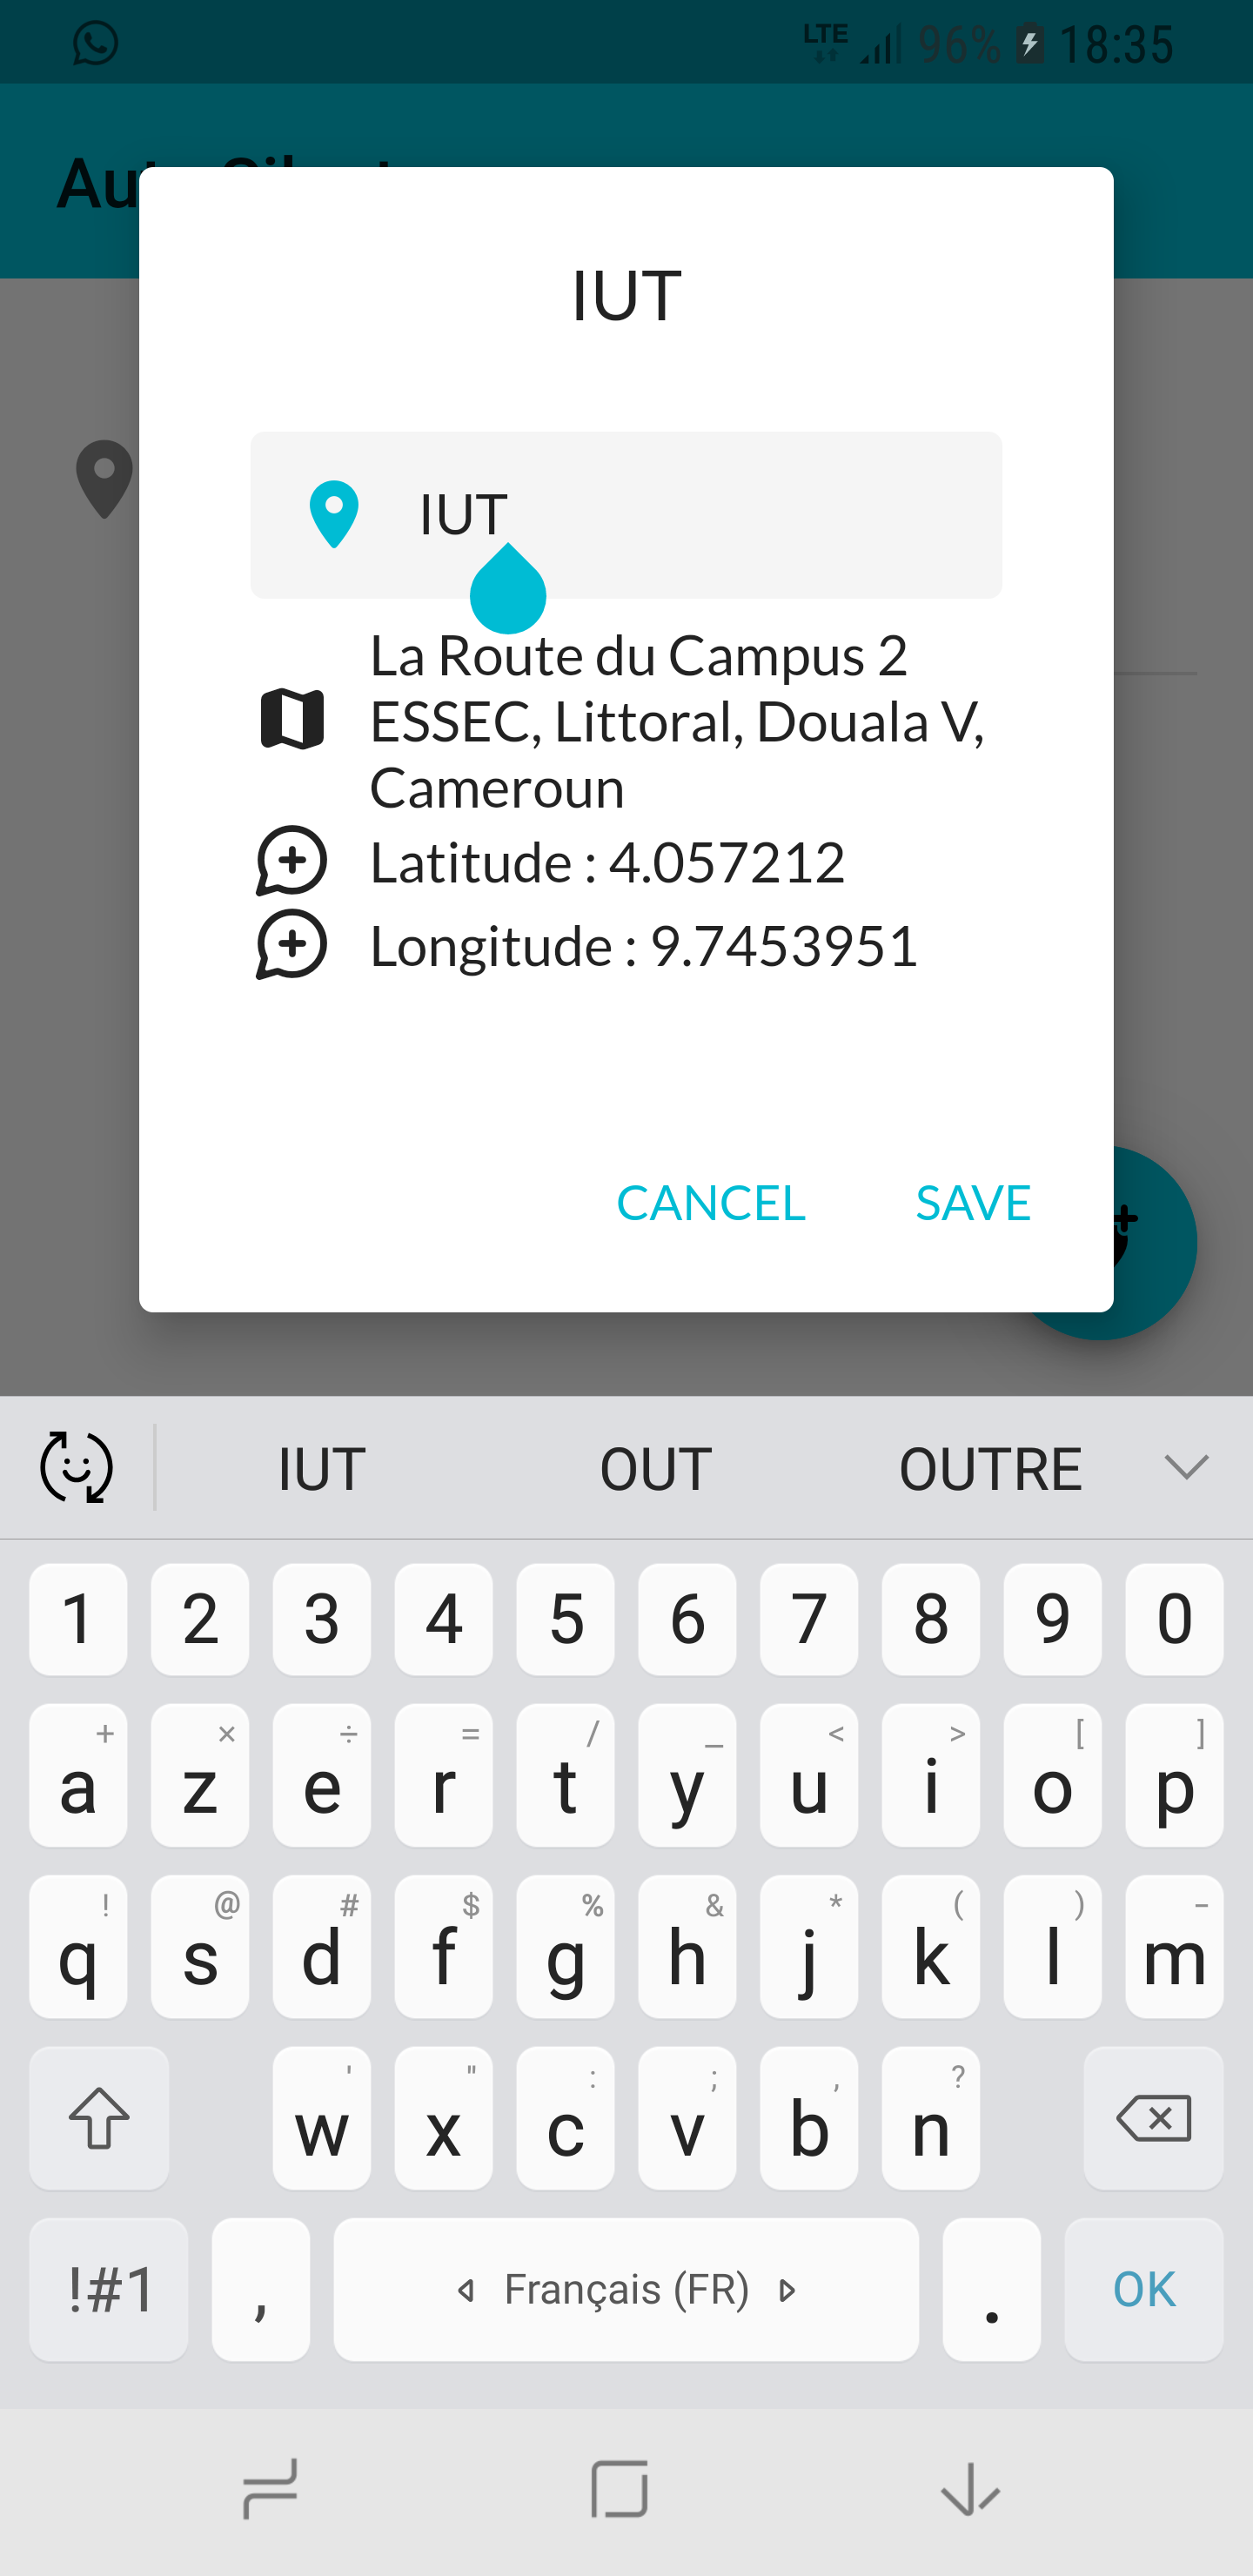 LTE 96% 18:35
IUT
IUT
La Route du Campus 2
ESSEC, Littoral, Douala V,
Cameroun
Latitude : 4.057212
Longitude : 9.7453951
CANCEL SAVE
IUT OUT OUTRE
1 2 3 4 5 6 7 8 9 0
+ × ÷ = / _ < > [ ]
a z e r t y u i o p
! @ # $ % & * ( ) -
q s d f g h j k l m
' " : ; , ?
w x c v b n
!#1 , Français (FR) . OK